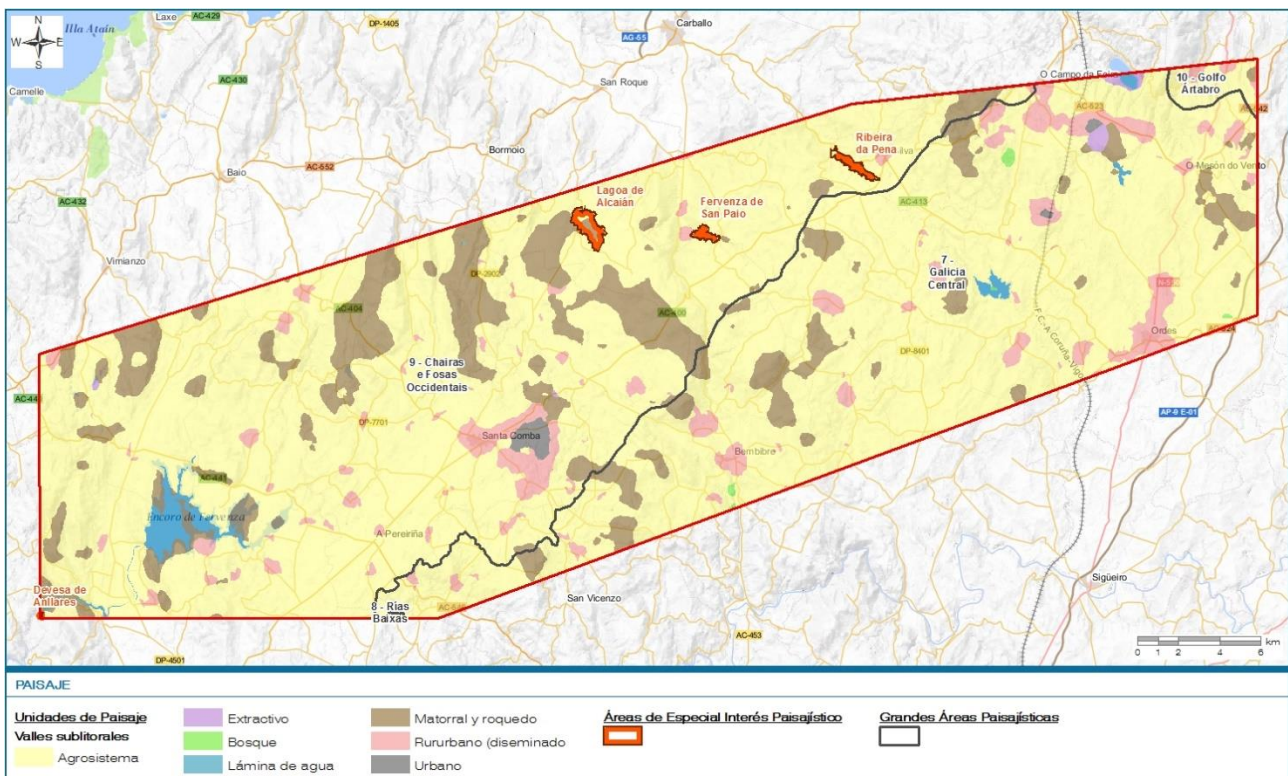 Laxe
AC-429
DP-1405
Carballo
Illa Ataín
N
W E
S
AG-55
AC-430
San Roque
O Campo da Feira
10 - Golfo
Ártabro
Camelle
AC-523
Bormoio
Ribeira
da Pena
AC-552
Baio
O Mesón do Vento
Lagoa de
Alcaián
Fervenza de
San Paio
AC-432
AC-413
Vimianzo
DP-2902
7 -
Galicia
Central
AC-404
AC-400
F.C. A Coruña-Vigo
Ordes
9 - Chairas
e Fosas
Occidentais
DP-8401
AP-9 E-01
DP-7701
Santa Comba
Bembibre
Encoro de Fervenza
A Pereiriña
Devesa de
Anllares
8 - Rías
Baixas
San Vicenzo
Sigüeiro
AC-453
DP-4501
0 1 2 4 6 km
PAISAJE
Unidades de Paisaje
Valles sublitorales
Agrosistema
Extractivo
Bosque
Lámina de agua
Matorral y roquedo
Rururbano (diseminado
Urbano
Áreas de Especial Interés Paisajístico
Grandes Áreas Paisajísticas